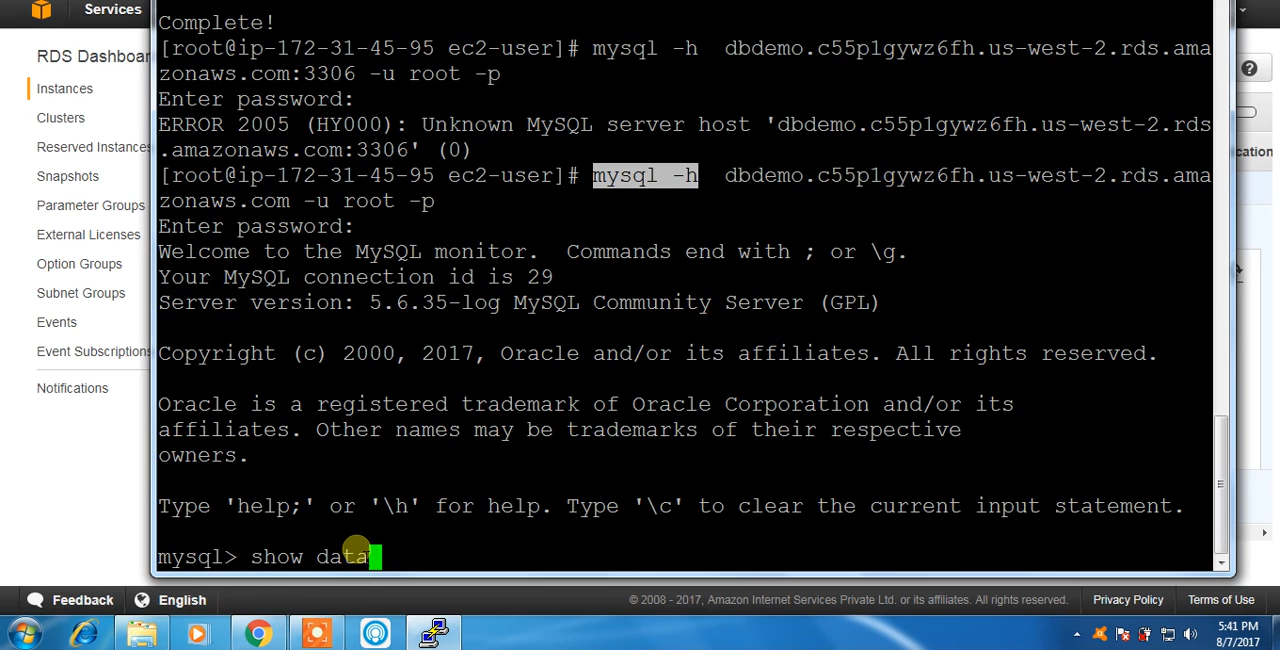 Services
RDS Dashboar
Instances
Clusters
Reserved Instances
Snapshots
Parameter Groups
External Licenses
Option Groups
Subnet Groups
Events
Event Subscriptions
Notifications
Complete!
[root@ip-172-31-45-95 ec2-user]# mysql -h  dbdemo.c55p1gywz6fh.us-west-2.rds.ama
zonaws.com:3306 -u root -p
Enter password:
ERROR 2005 (HY000): Unknown MySQL server host 'dbdemo.c55p1gywz6fh.us-west-2.rds
.amazonaws.com:3306' (0)
[root@ip-172-31-45-95 ec2-user]# mysql -h  dbdemo.c55p1gywz6fh.us-west-2.rds.ama
zonaws.com -u root -p
Enter password:
Welcome to the MySQL monitor.  Commands end with ; or \g.
Your MySQL connection id is 29
Server version: 5.6.35-log MySQL Community Server (GPL)
Copyright (c) 2000, 2017, Oracle and/or its affiliates. All rights reserved.
Oracle is a registered trademark of Oracle Corporation and/or its
affiliates. Other names may be trademarks of their respective
owners.
Type 'help;' or '\h' for help. Type '\c' to clear the current input statement.
mysql> show data
cation
Feedback
English
© 2008 - 2017, Amazon Internet Services Private Ltd. or its affiliates. All rights reserved.
Privacy Policy
Terms of Use
5:41 PM
8/7/2017